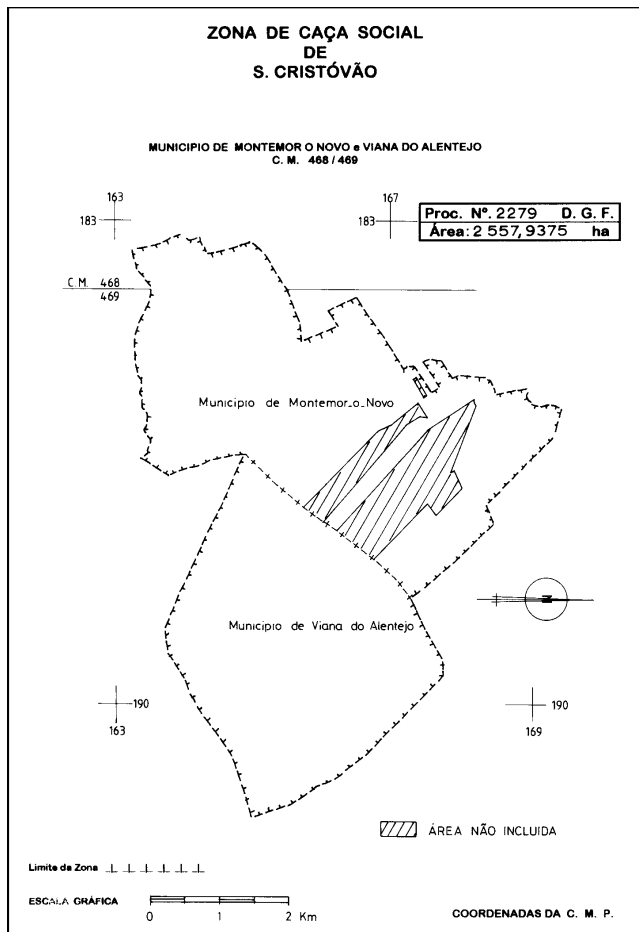 ZONA DE CAÇA SOCIAL
DE
S. CRISTÓVÃO
MUNICIPIO DE MONTEMOR O NOVO e VIANA DO ALENTEJO
C. M. 468 / 469
163
183
167
183
Proc. Nº. 2279 D. G. F.
Área: 2 557,9375 ha
C.M. 468
469
Municipio de Montemor_o_Novo
N
Municipio de Viana do Alentejo
190
163
190
169
ÁREA NÃO INCLUIDA
Limite da Zona
ESCALA GRÁFICA
0 1 2 Km
COORDENADAS DA C. M. P.